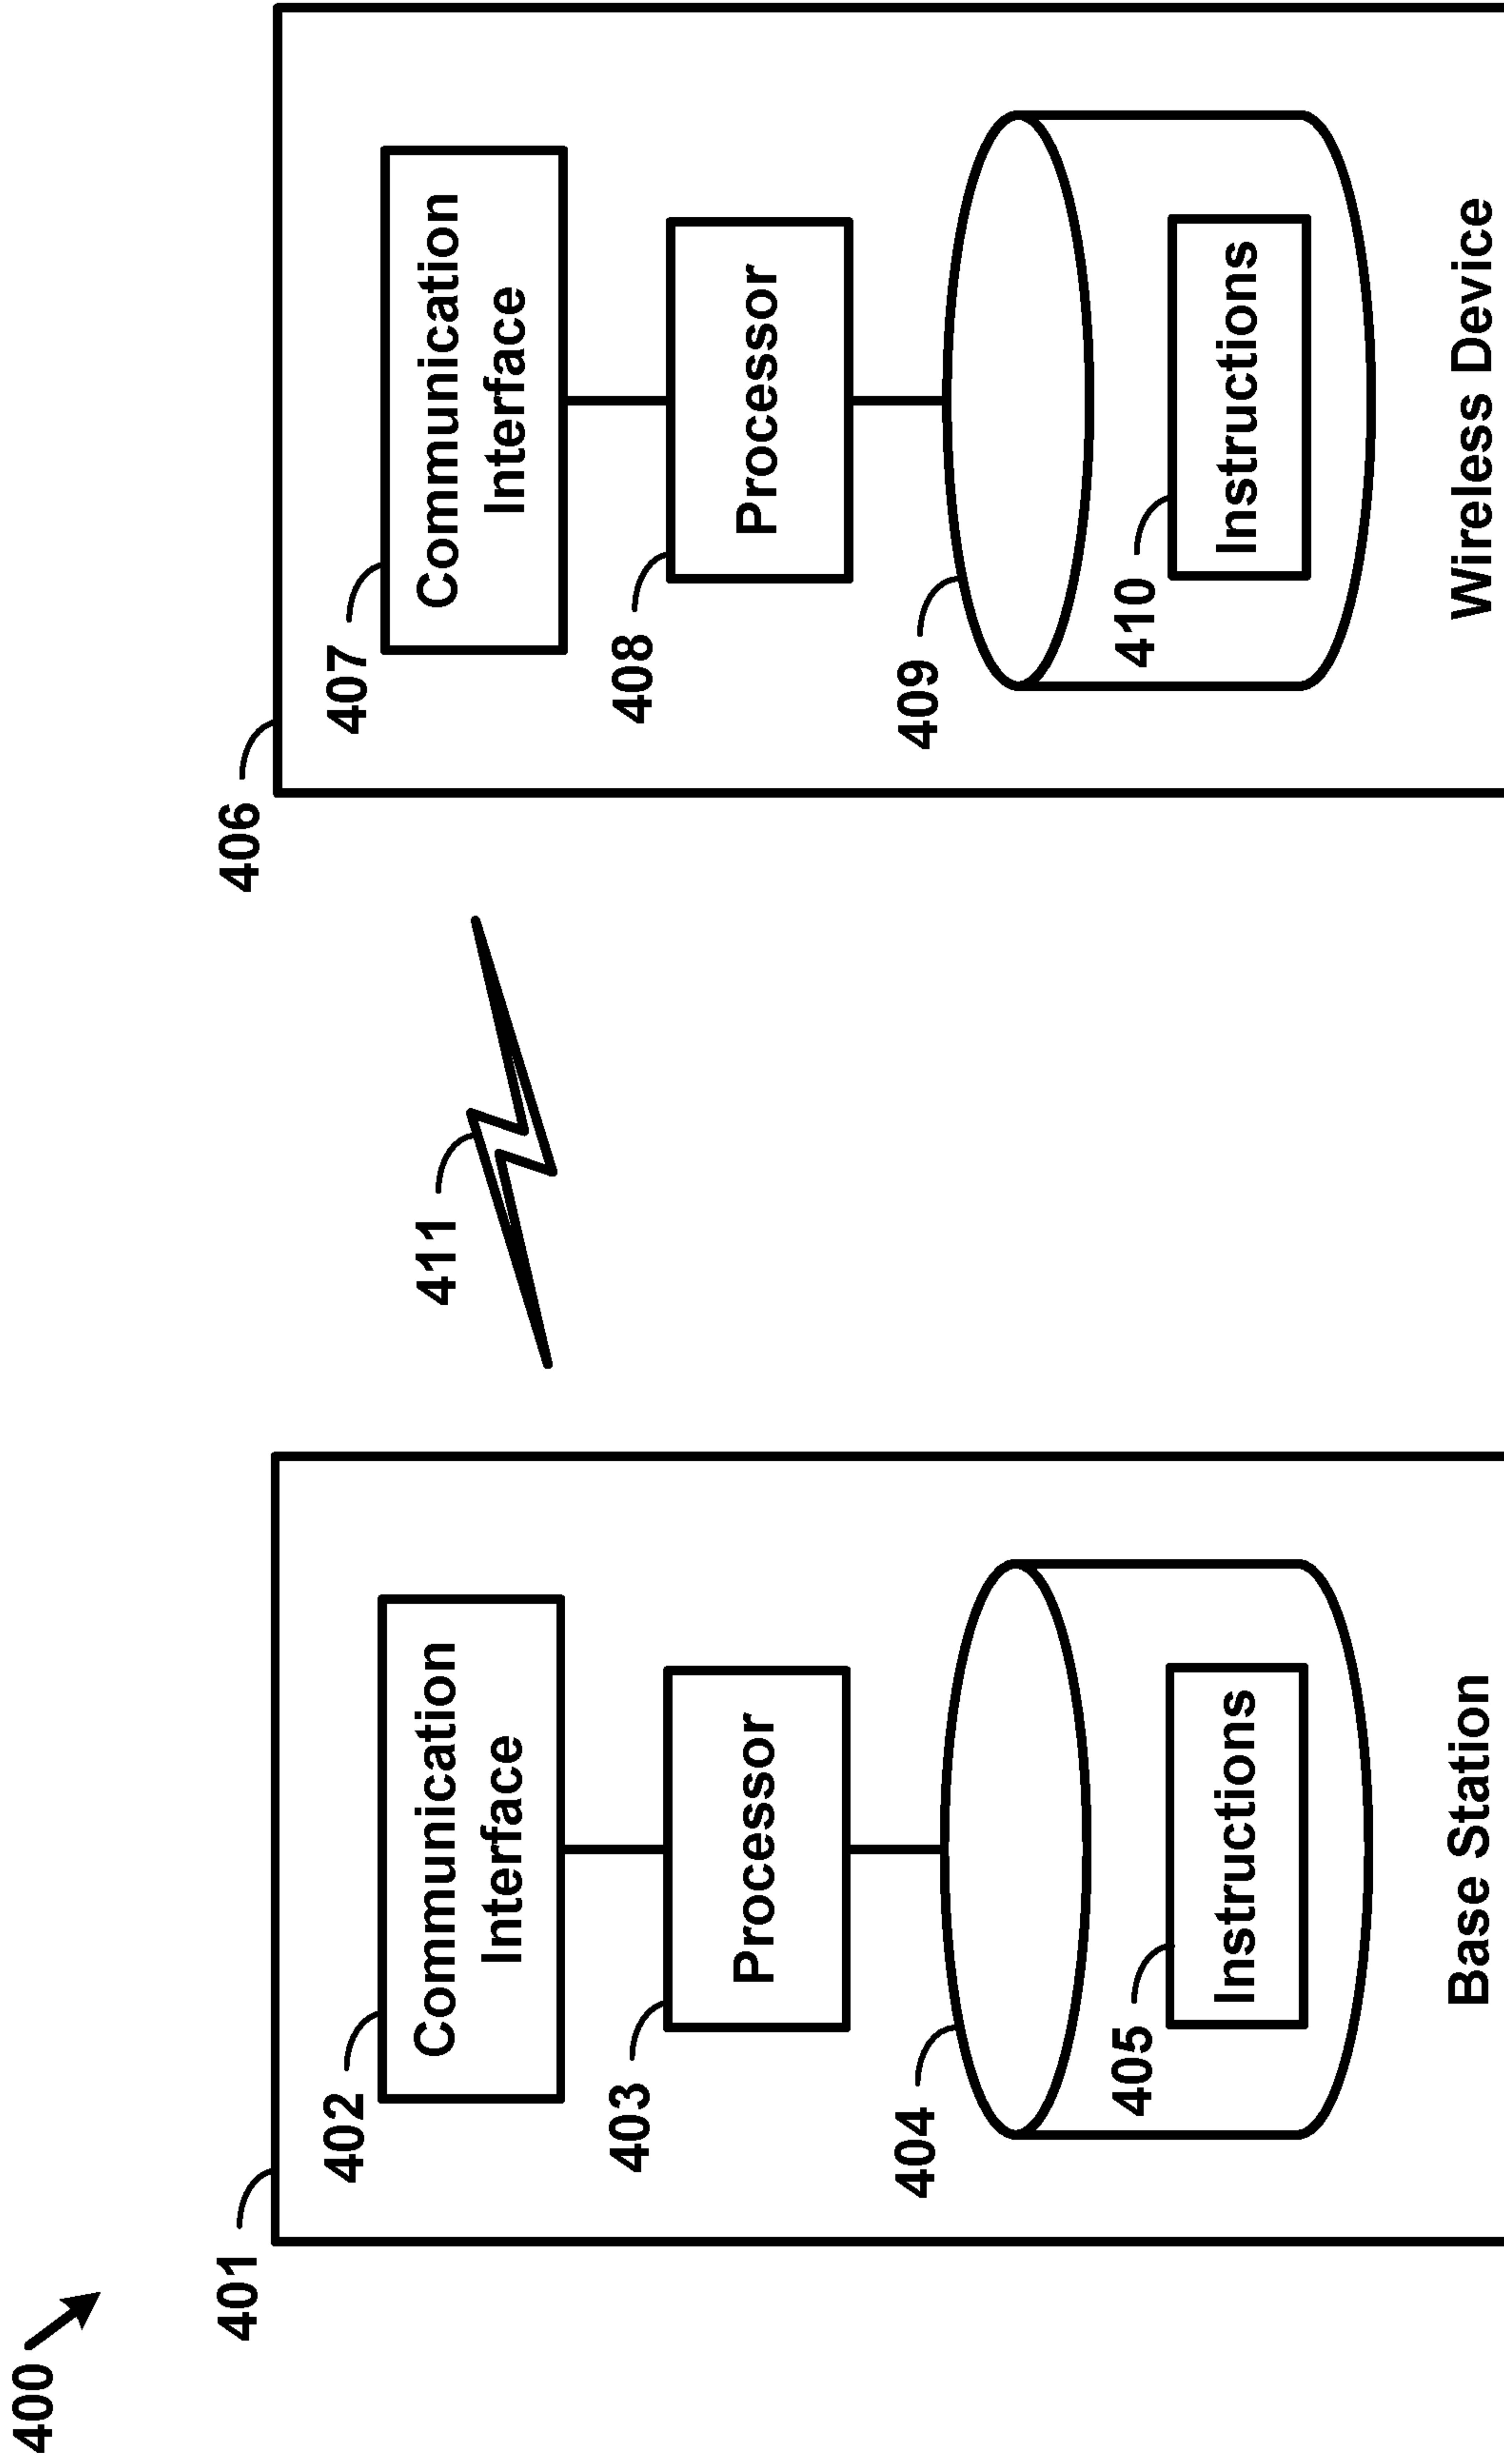 400
401
402
Communication
Interface
403
Processor
404
405
Instructions
Base Station
411
406
407
Communication
Interface
408
Processor
409
410
Instructions
Wireless Device